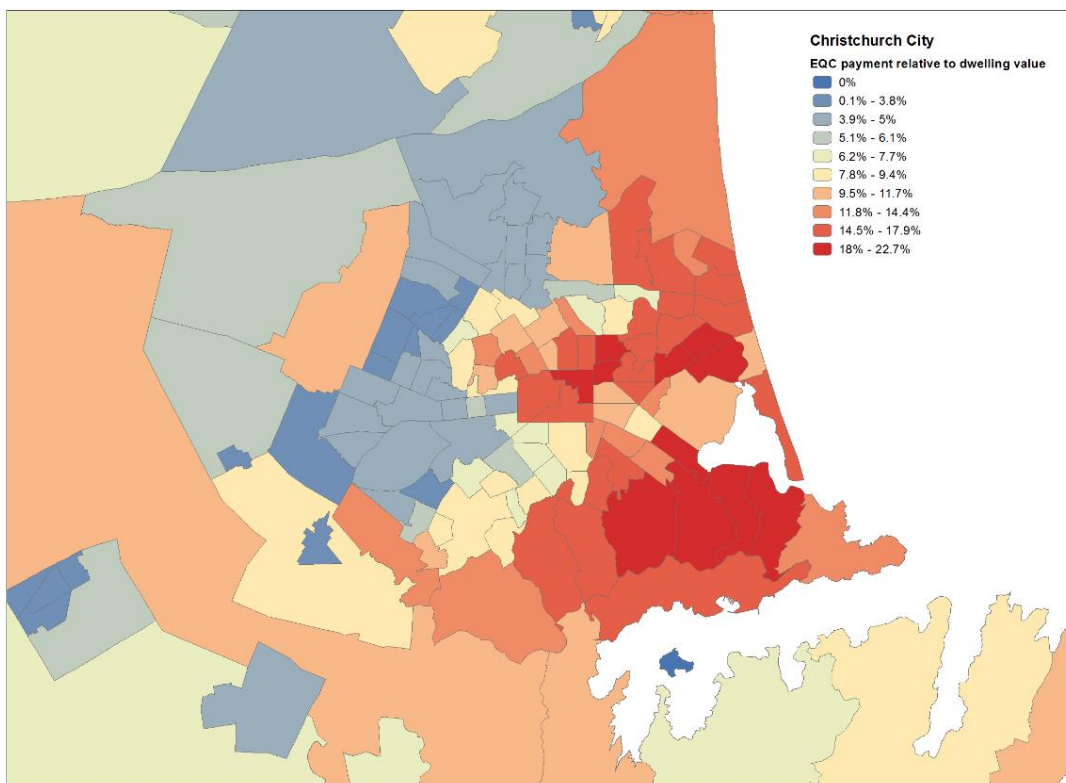 Christchurch City
EQC payment relative to dwelling value
0%
0.1% - 3.8%
3.9% - 5%
5.1% - 6.1%
6.2% - 7.7%
7.8% - 9.4%
9.5% - 11.7%
11.8% - 14.4%
14.5% - 17.9%
18% - 22.7%